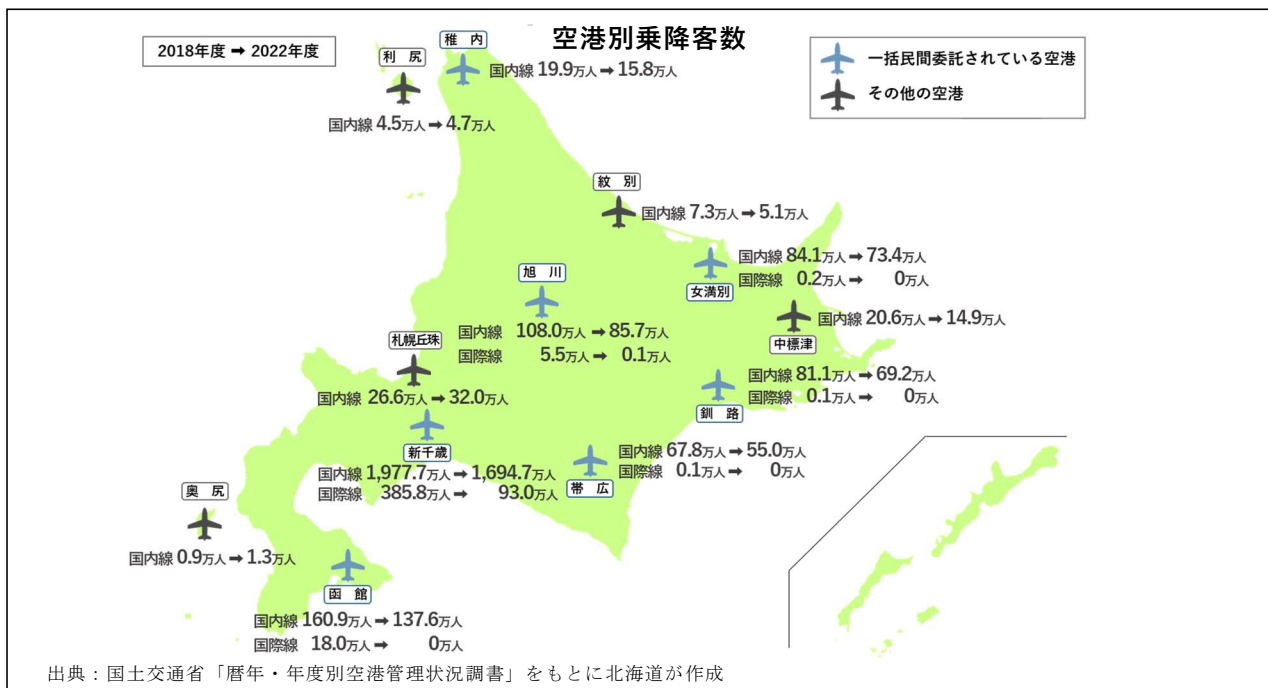 空港別乗降客数
2018年度 ➡ 2022年度
一括民間委託されている空港
その他の空港
稚 内
国内線 19.9万人 ➡ 15.8万人
利 尻
国内線 4.5万人 ➡ 4.7万人
紋 別
国内線 7.3万人 ➡ 5.1万人
国内線 84.1万人 ➡ 73.4万人
国際線 0.2万人 ➡ 0万人
女満別
旭 川
国内線 108.0万人 ➡ 85.7万人
国際線 5.5万人 ➡ 0.1万人
国内線 20.6万人 ➡ 14.9万人
中標津
札幌丘珠
国内線 26.6万人 ➡ 32.0万人
国内線 81.1万人 ➡ 69.2万人
国際線 0.1万人 ➡ 0万人
釧 路
新千歳
国内線 1,977.7万人 ➡ 1,694.7万人
国際線 385.8万人 ➡ 93.0万人
国内線 67.8万人 ➡ 55.0万人
国際線 0.1万人 ➡ 0万人
帯 広
奥 尻
国内線 0.9万人 ➡ 1.3万人
函 館
国内線 160.9万人 ➡ 137.6万人
国際線 18.0万人 ➡ 0万人
出典：国土交通省「暦年・年度別空港管理状況調書」をもとに北海道が作成